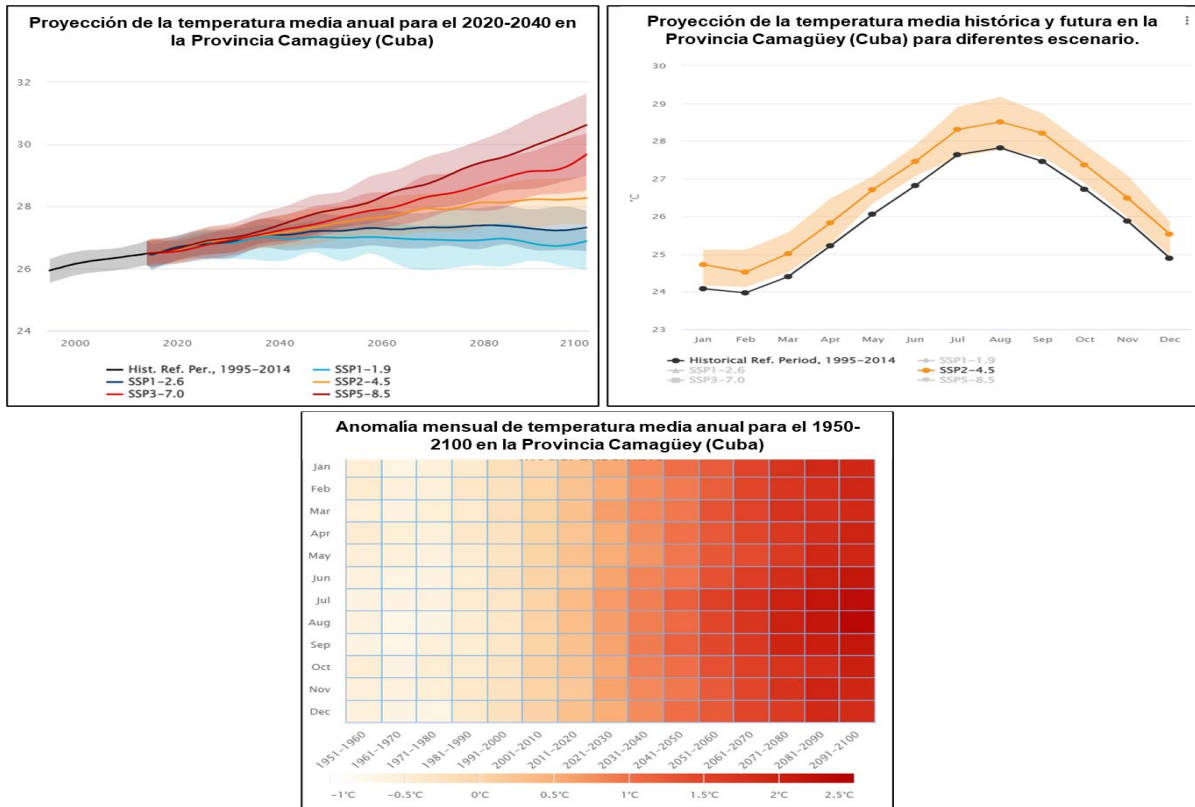 Proyección de la temperatura media anual para el 2020-2040 en
la Provincia Camagüey (Cuba)
32
30
28
26
24
2000
2020
2040
2060
2080
2100
Hist. Ref. Per., 1995-2014
SSP1-1.9
SSP1-2.6
SSP2-4.5
SSP3-7.0
SSP5-8.5
Proyección de la temperatura media histórica y futura en la
Provincia Camagüey (Cuba) para diferentes escenario.
30
29
28
27
26
25
24
23
°C
Jan
Feb
Mar
Apr
May
Jun
Jul
Aug
Sep
Oct
Nov
Dec
Historical Ref. Period, 1995-2014
SSP1-1.9
SSP1-2.6
SSP2-4.5
SSP3-7.0
SSP5-8.5
Anomalía mensual de temperatura media anual para el 1950-
2100 en la Provincia Camagüey (Cuba)
Jan
Feb
Mar
Apr
May
Jun
Jul
Aug
Sep
Oct
Nov
Dec
1951-1960
1961-1970
1971-1980
1981-1990
1991-2000
2001-2010
2011-2020
2021-2030
2031-2040
2041-2050
2051-2060
2061-2070
2071-2080
2081-2090
2091-2100
-1°C
-0.5°C
0°C
0.5°C
1°C
1.5°C
2°C
2.5°C